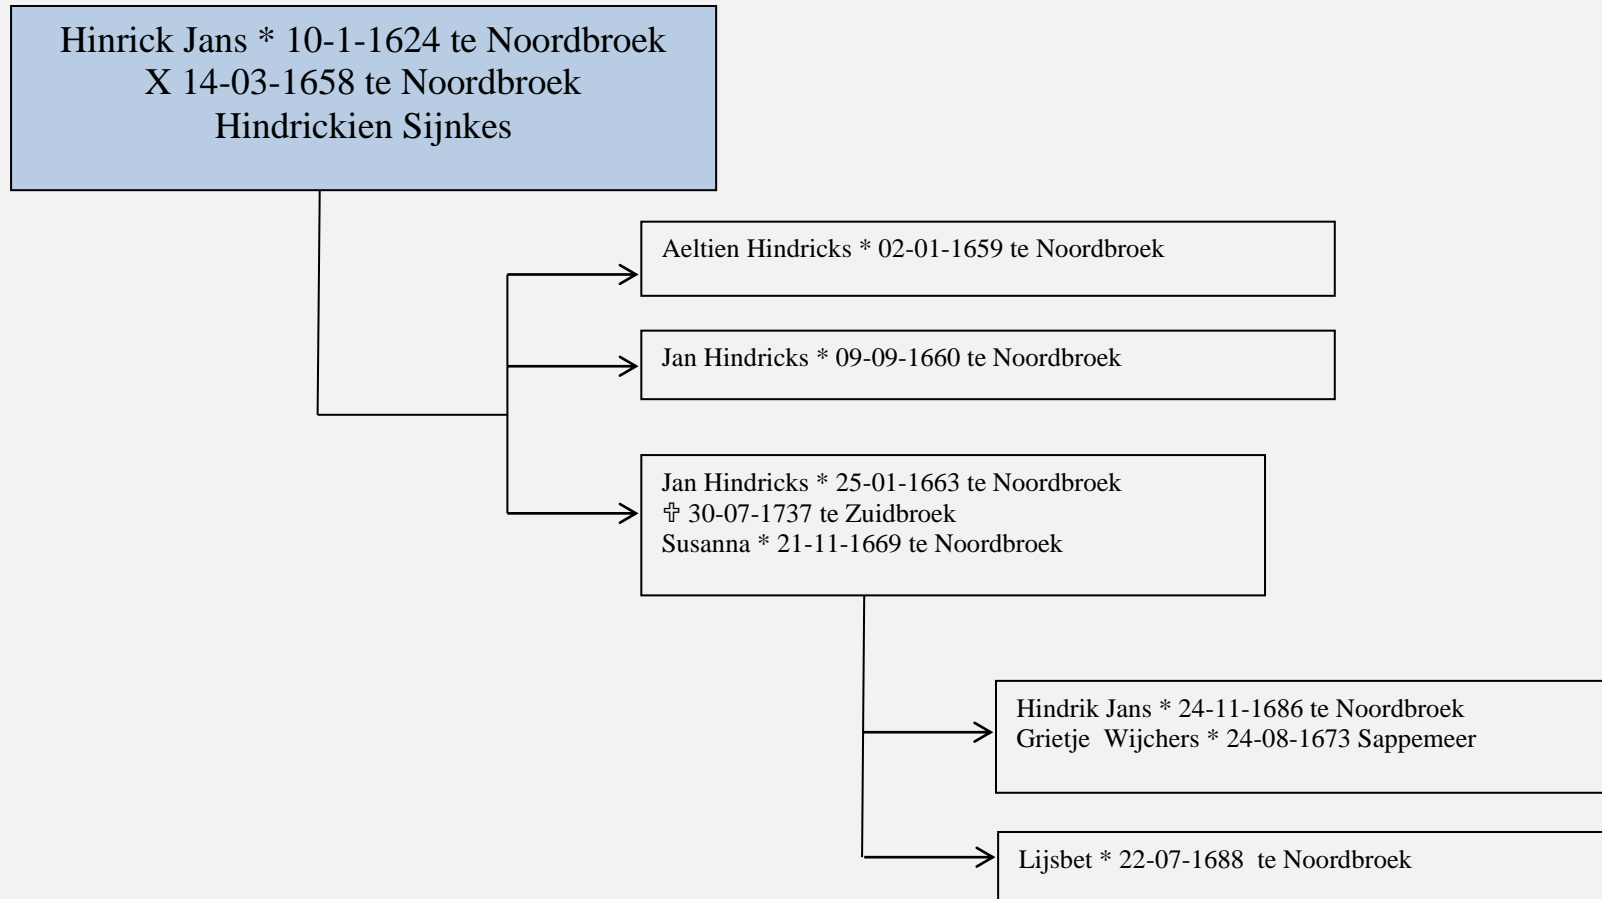 Hinrick Jans * 10-1-1624 te Noordbroek
X 14-03-1658 te Noordbroek
Hindrickien Sijnkes
Aeltien Hindricks * 02-01-1659 te Noordbroek
Jan Hindricks * 09-09-1660 te Noordbroek
Jan Hindricks * 25-01-1663 te Noordbroek
✞ 30-07-1737 te Zuidbroek
Susanna * 21-11-1669 te Noordbroek
Hindrik Jans * 24-11-1686 te Noordbroek
Grietje  Wijchers * 24-08-1673 Sappemeer
Lijsbet * 22-07-1688  te Noordbroek